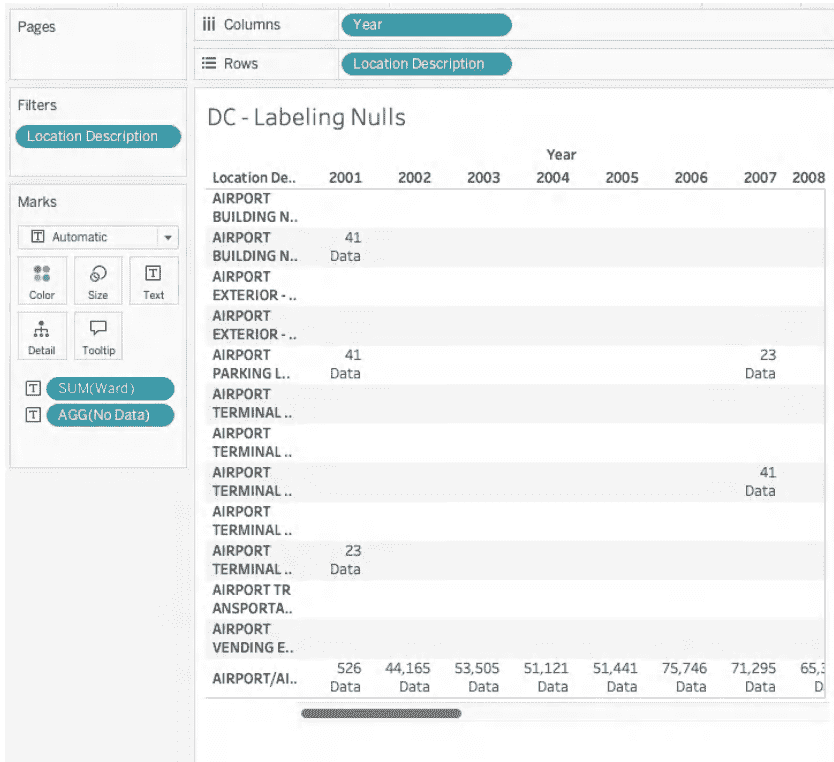 Pages
Columns
Year
Rows
Location Description
Filters
Location Description
Marks
Automatic
Color
Size
Text
Detail
Tooltip
SUM(Ward)
AGG(No Data)
DC - Labeling Nulls
Year
Location De.. 2001 2002 2003 2004 2005 2006 2007 2008
AIRPORT
BUILDING N..
AIRPORT 41
BUILDING N.. Data
AIRPORT
EXTERIOR - ..
AIRPORT
EXTERIOR - ..
AIRPORT 41 23
PARKING L.. Data Data
AIRPORT
TERMINAL ..
AIRPORT
TERMINAL ..
AIRPORT 41
TERMINAL .. Data
AIRPORT
TERMINAL ..
AIRPORT 23
TERMINAL .. Data
AIRPORT TR
ANSPORTA..
AIRPORT
VENDING E..
AIRPORT/AI.. 526 44,165 53,505 51,121 51,441 75,746 71,295
Data Data Data Data Data Data Data